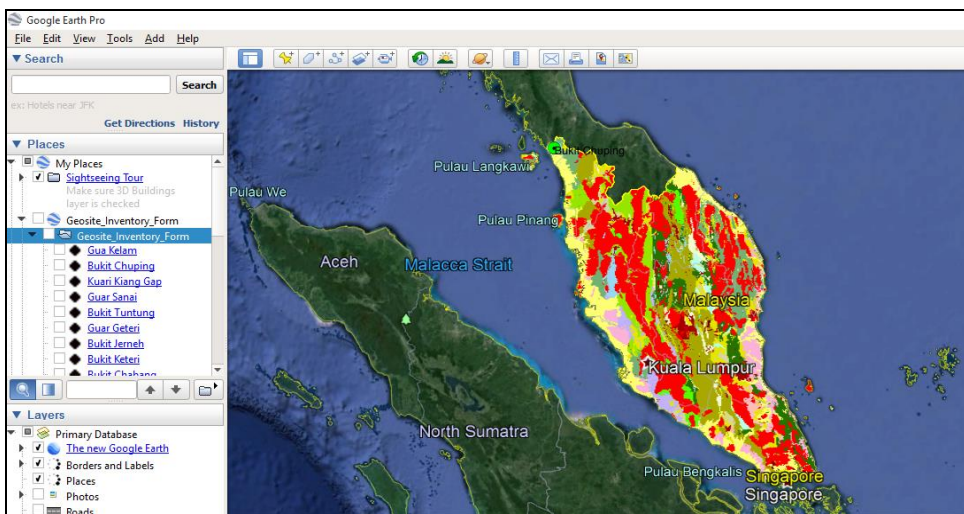 Google Earth Pro
File Edit View Tools Add Help
Search
Search
ex: Hotels near JFK
Get Directions History
Places
My Places
Sightseeing Tour
Make sure 3D Buildings
layer is checked
Geosite_Inventory_Form
Geosite_Inventory_Form
Gua Kelam
Bukit Chuping
Kuari Kiang Gap
Guar Sanai
Bukit Tuntung
Guar Geteri
Bukit Jerneh
Bukit Keteri
Bukit Chabang
Layers
Primary Database
The new Google Earth
Borders and Labels
Places
Photos
Roads
Bukit Chuping
Pulau Langkawi
Pulau We
Pulau Pinang
Aceh
Malacca Strait
Malaysia
Kuala Lumpur
North Sumatra
Pulau Bengkalis
Singapore
Singapore